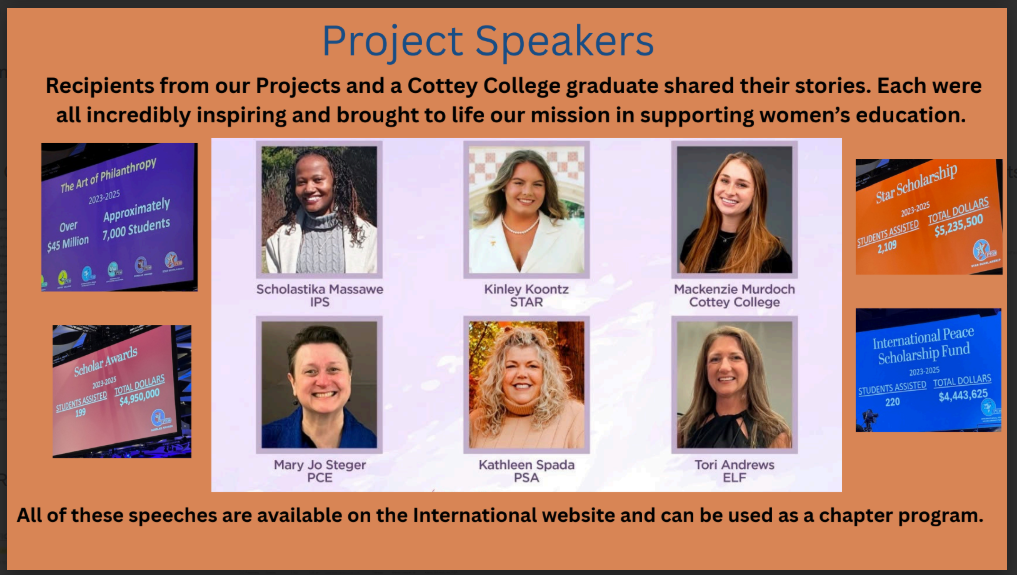 Project Speakers
Recipients from our Projects and a Cottey College graduate shared their stories. Each were
all incredibly inspiring and brought to life our mission in supporting women’s education.
The Art of Philanthropy
2023-2025
Over
$45 Million
Approximately
7,000 Students
Scholar Awards
2023-2025
STUDENTS ASSISTED
199
TOTAL DOLLARS
$4,950,000
Scholastika Massawe
IPS
Kinley Koontz
STAR
Mackenzie Murdoch
Cottey College
Mary Jo Steger
PCE
Kathleen Spada
PSA
Tori Andrews
ELF
Star Scholarship
2023-2025
STUDENTS ASSISTED
2,109
TOTAL DOLLARS
$5,235,500
International Peace
Scholarship Fund
2023-2025
STUDENTS ASSISTED
220
TOTAL DOLLARS
$4,443,625
All of these speeches are available on the International website and can be used as a chapter program.